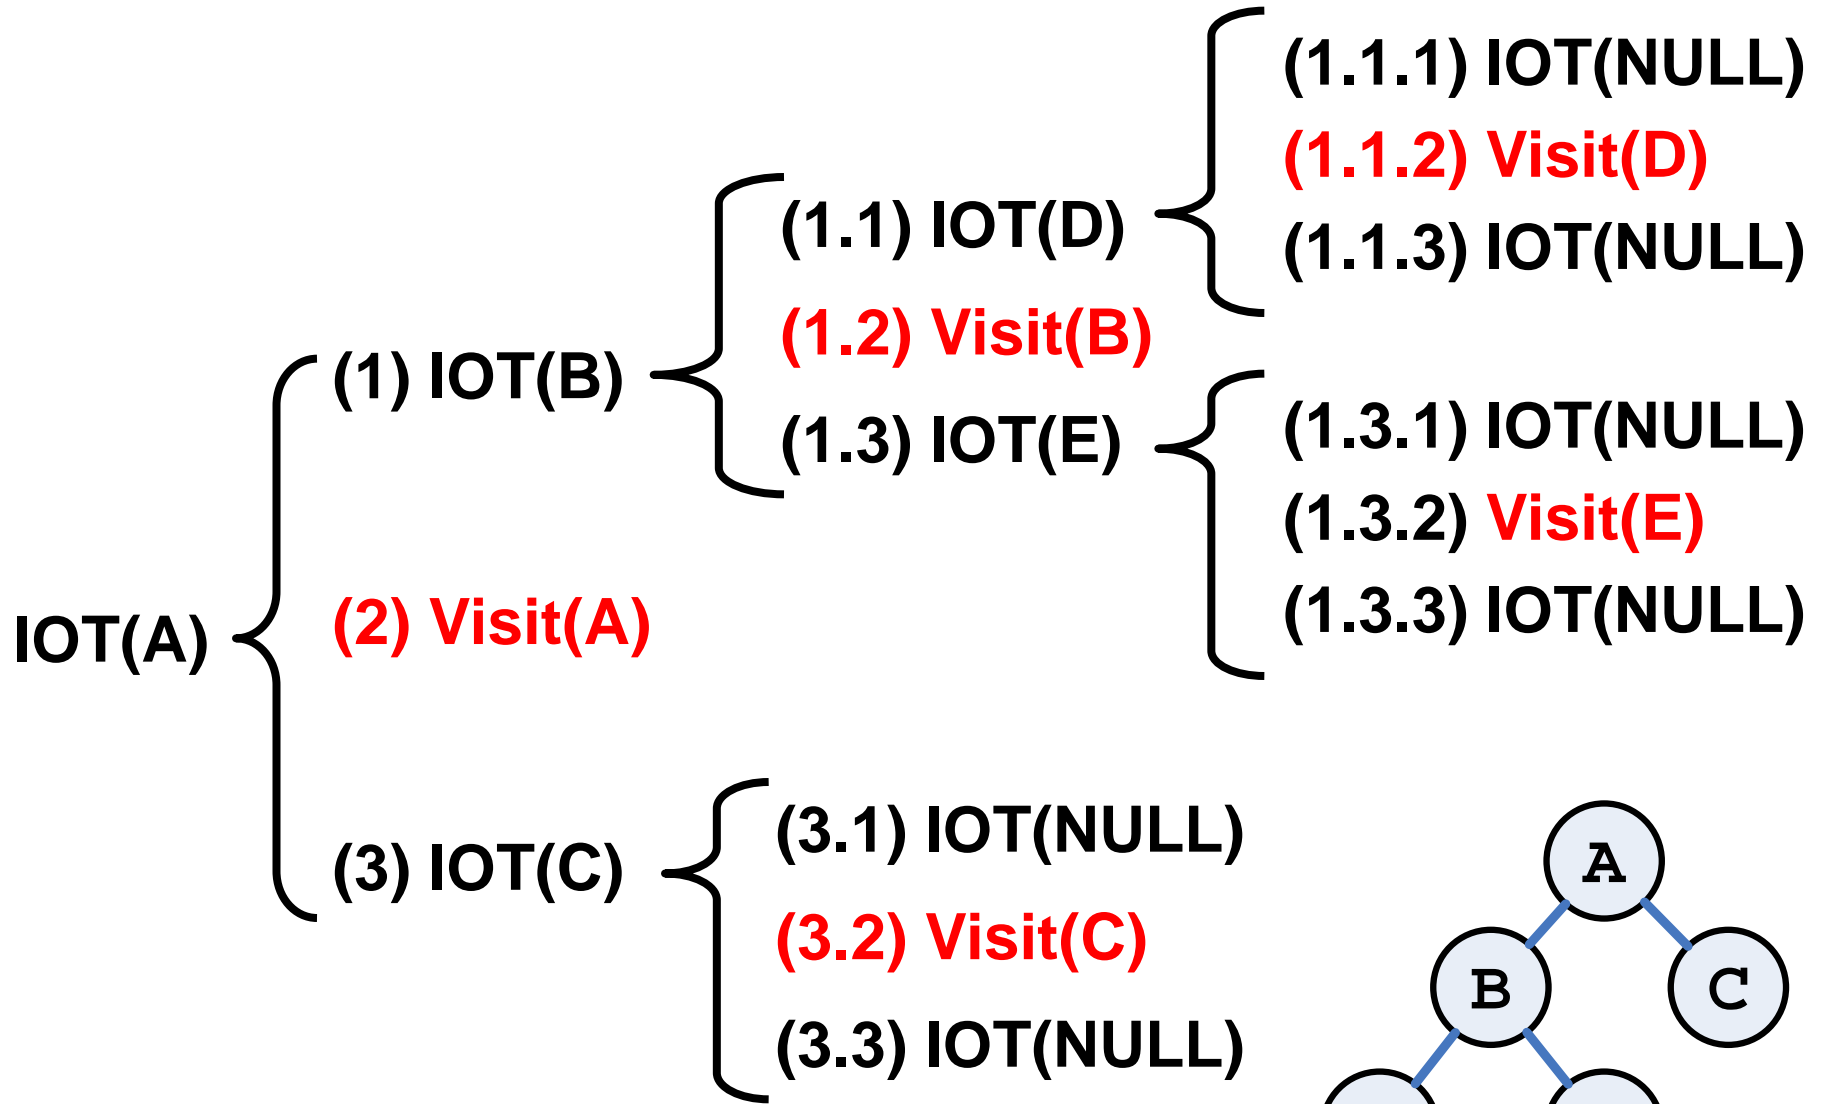 IOT(A)
(1) IOT(B)
(2) Visit(A)
(3) IOT(C)
(1.1) IOT(D)
(1.2) Visit(B)
(1.3) IOT(E)
(1.1.1) IOT(NULL)
(1.1.2) Visit(D)
(1.1.3) IOT(NULL)
(1.3.1) IOT(NULL)
(1.3.2) Visit(E)
(1.3.3) IOT(NULL)
(3.1) IOT(NULL)
(3.2) Visit(C)
(3.3) IOT(NULL)
A
B
C